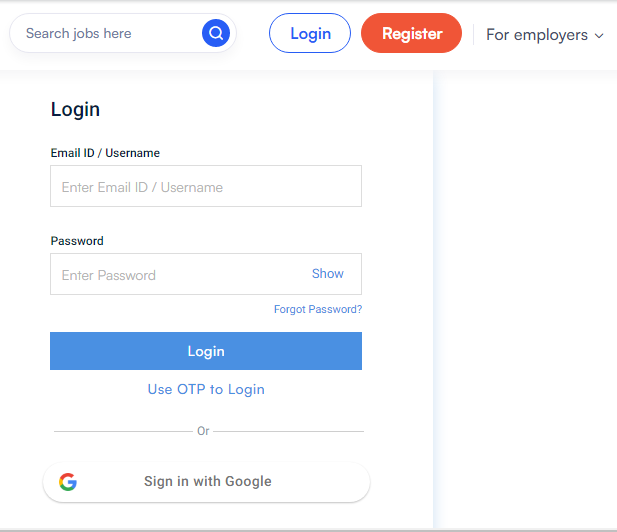 Search jobs here
Login
Register
For employers
Login
Email ID / Username
Enter Email ID / Username
Password
Enter Password
Show
Forgot Password?
Login
Use OTP to Login
Or
Sign in with Google